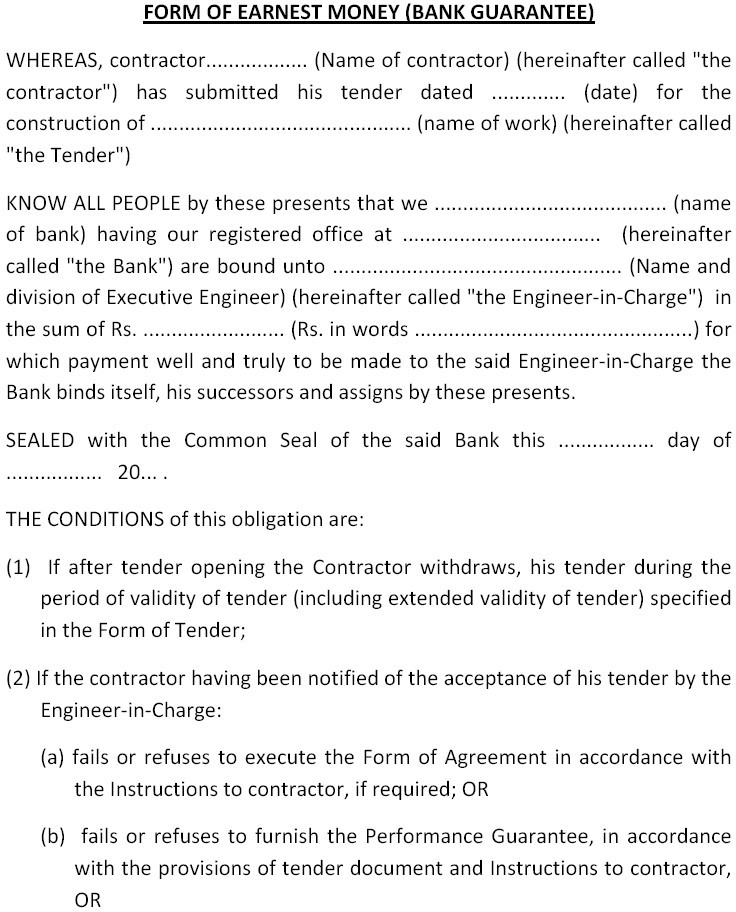 FORM OF EARNEST MONEY (BANK GUARANTEE)
WHEREAS, contractor.................. (Name of contractor) (hereinafter called "the
contractor") has submitted his tender dated ............. (date) for the
construction of .............................................. (name of work) (hereinafter called
"the Tender")
KNOW ALL PEOPLE by these presents that we ......................................... (name
of bank) having our registered office at ................................... (hereinafter
called "the Bank") are bound unto ................................................... (Name and
division of Executive Engineer) (hereinafter called "the Engineer-in-Charge") in
the sum of Rs. ......................... (Rs. in words .................................................) for
which payment well and truly to be made to the said Engineer-in-Charge the
Bank binds itself, his successors and assigns by these presents.
SEALED with the Common Seal of the said Bank this ................. day of
................. 20... .
THE CONDITIONS of this obligation are:
(1) If after tender opening the Contractor withdraws, his tender during the
period of validity of tender (including extended validity of tender) specified
in the Form of Tender;
(2) If the contractor having been notified of the acceptance of his tender by the
Engineer-in-Charge:
(a) fails or refuses to execute the Form of Agreement in accordance with
the Instructions to contractor, if required; OR
(b) fails or refuses to furnish the Performance Guarantee, in accordance
with the provisions of tender document and Instructions to contractor,
OR